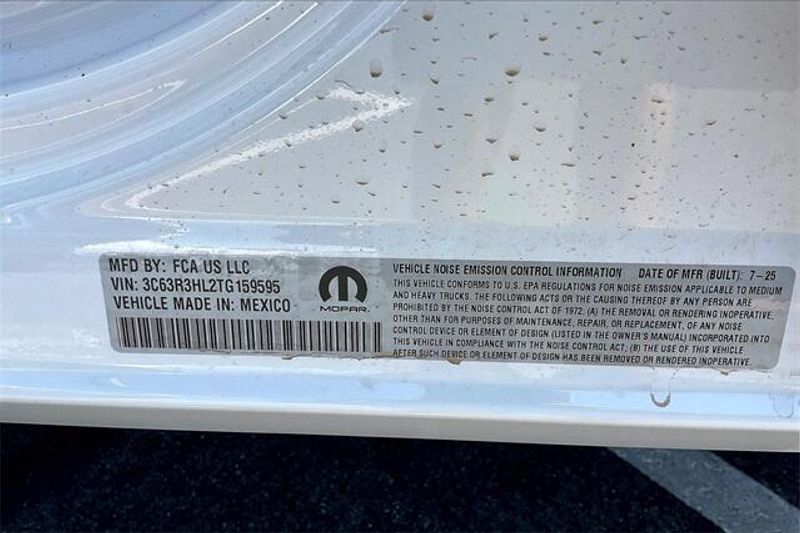 MFD BY: FCA US LLC
VIN: 3C63R3HL2TG159595
VEHICLE MADE IN: MEXICO
MOPAR
VEHICLE NOISE EMISSION CONTROL INFORMATION DATE OF MFR (BUILT): 7-25
THIS VEHICLE CONFORMS TO U.S. EPA REGULATIONS FOR NOISE EMISSION APPLICABLE TO MEDIUM
AND HEAVY TRUCKS. THE FOLLOWING ACTS OR THE CAUSING THEREOF BY ANY PERSON
ARE PROHIBITED BY THE NOISE CONTROL ACT OF 1972: (A) THE REMOVAL OR RENDERING INOPERATIVE,
OTHER THAN FOR PURPOSES OF MAINTENANCE, REPAIR, OR REPLACEMENT, OF ANY NOISE
CONTROL DEVICE OR ELEMENT OF DESIGN (LISTED IN THE OWNER'S MANUAL) INCORPORATED INTO
THIS VEHICLE IN COMPLIANCE WITH THE NOISE CONTROL ACT; (B) THE USE OF THIS VEHICLE
AFTER SUCH DEVICE OR ELEMENT OF DESIGN HAS BEEN REMOVED OR RENDERED INOPERATIVE.